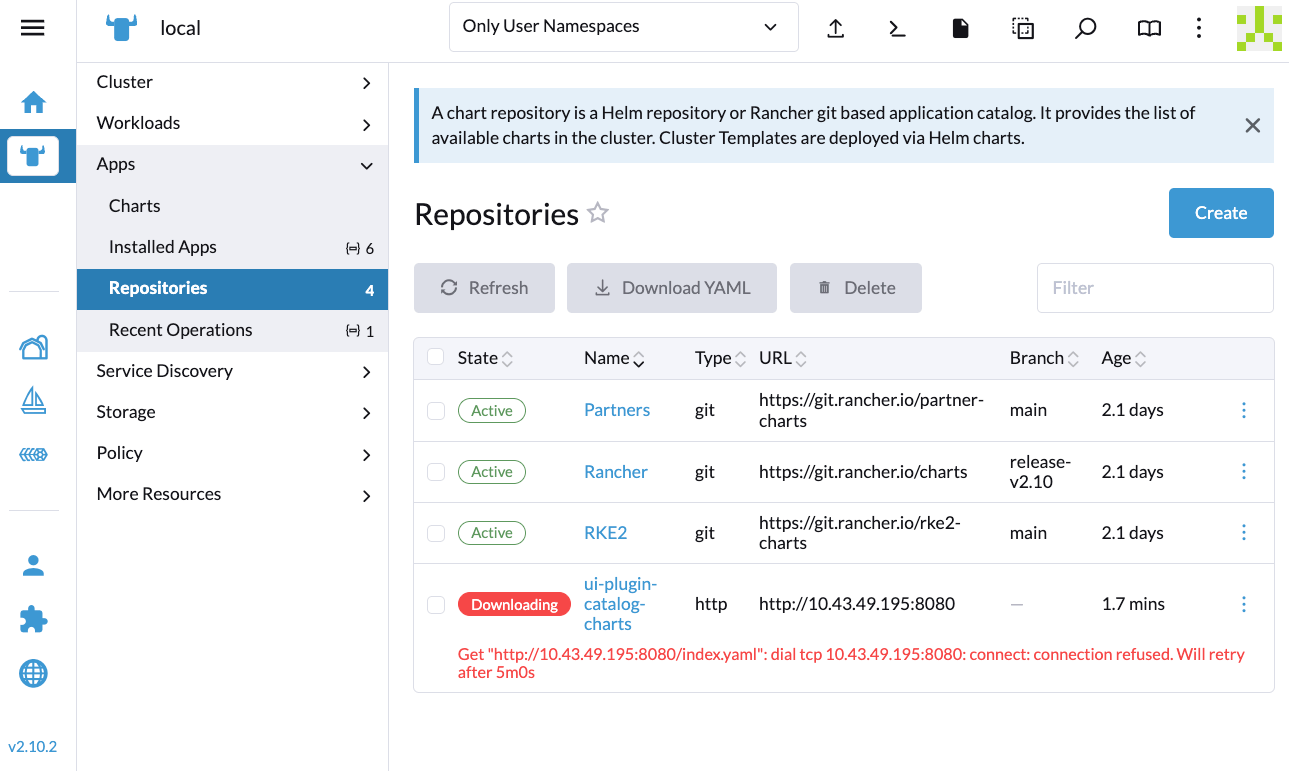 local
Only User Namespaces
Cluster
Workloads
Apps
Charts
Installed Apps 6
Repositories 4
Recent Operations 1
Service Discovery
Storage
Policy
More Resources
v2.10.2
A chart repository is a Helm repository or Rancher git based application catalog. It provides the list of
available charts in the cluster. Cluster Templates are deployed via Helm charts.
Repositories
Create
Refresh
Download YAML
Delete
Filter
State Name Type URL Branch Age
Active Partners git https://git.rancher.io/partner-
charts main 2.1 days
Active Rancher git https://git.rancher.io/charts release-
v2.10 2.1 days
Active RKE2 git https://git.rancher.io/rke2-
charts main 2.1 days
Downloading ui-plugin-
catalog-
charts http http://10.43.49.195:8080 — 1.7 mins
Get "http://10.43.49.195:8080/index.yaml": dial tcp 10.43.49.195:8080: connect: connection refused. Will retry
after 5m0s